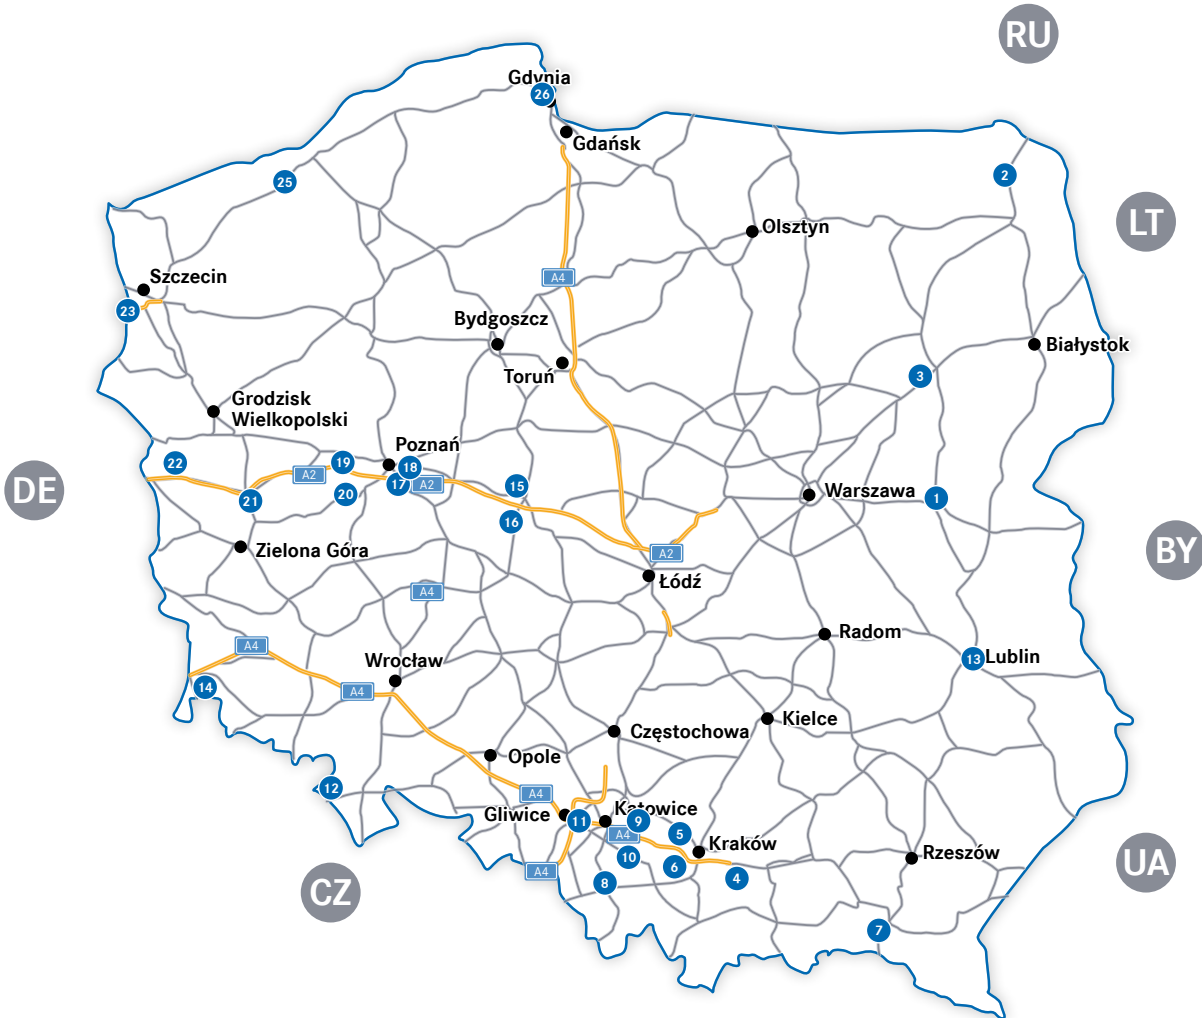 RU
Gdynia
26
Gdańsk
2
25
LT
Olsztyn
Szczecin
A4
23
Bydgoszcz
Białystok
Toruń
3
Grodzisk
Wielkopolski
Poznań
22
19
18
A2
17
A2
15
DE
20
21
Warszawa
1
16
Zielona Góra
A2
BY
Łódź
A4
Radom
A4
Wrocław
13
Lublin
14
A4
Kielce
Częstochowa
Opole
12
A4
Gliwice
11
Katowice
9
A4
5
Kraków
10
6
Rzeszów
UA
A4
8
4
CZ
7